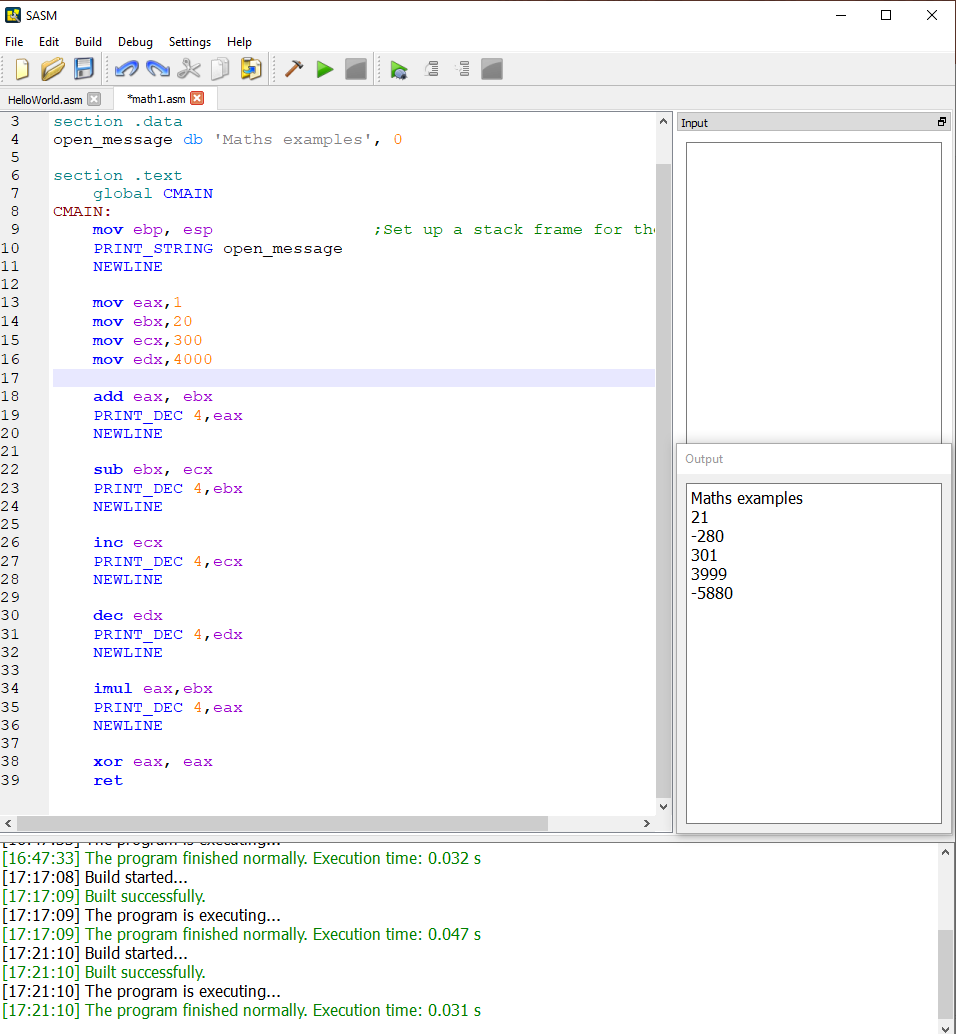 SASM
File Edit Build Debug Settings Help
HelloWorld.asm *math1.asm
3 section .data
4 open_message db 'Maths examples', 0
5
6 section .text
7 global CMAIN
8 CMAIN:
9 mov ebp, esp ;Set up a stack frame for the
10 PRINT_STRING open_message
11 NEWLINE
12
13 mov eax,1
14 mov ebx,20
15 mov ecx,300
16 mov edx,4000
17
18 add eax, ebx
19 PRINT_DEC 4,eax
20 NEWLINE
21
22 sub ebx, ecx
23 PRINT_DEC 4,ebx
24 NEWLINE
25
26 inc ecx
27 PRINT_DEC 4,ecx
28 NEWLINE
29
30 dec edx
31 PRINT_DEC 4,edx
32 NEWLINE
33
34 imul eax,ebx
35 PRINT_DEC 4,eax
36 NEWLINE
37
38 xor eax, eax
39 ret
Input
Output
Maths examples
21
-280
301
3999
-5880
[16:47:33] The program is executing...
[16:47:33] The program finished normally. Execution time: 0.032 s
[17:17:08] Build started...
[17:17:09] Built successfully.
[17:17:09] The program is executing...
[17:17:09] The program finished normally. Execution time: 0.047 s
[17:21:10] Build started...
[17:21:10] Built successfully.
[17:21:10] The program is executing...
[17:21:10] The program finished normally. Execution time: 0.031 s